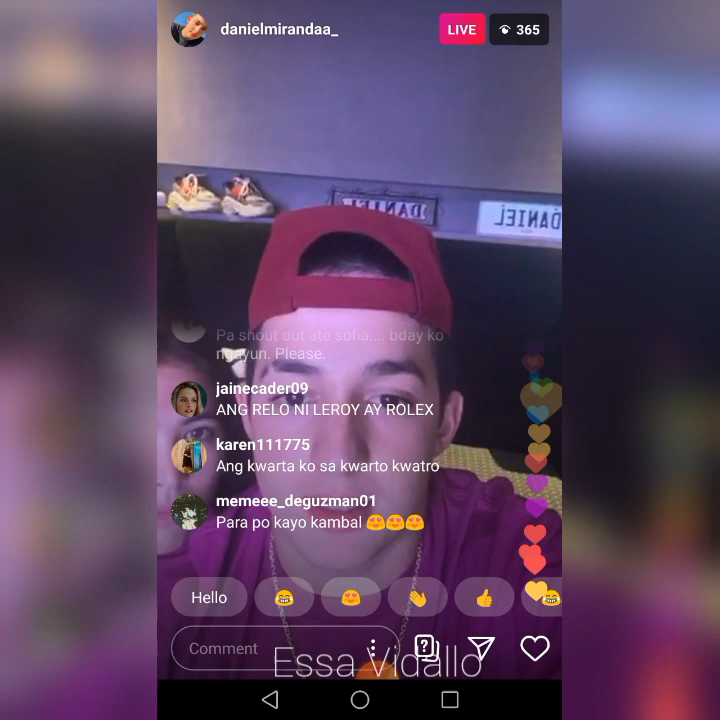 danielmirandaa_
LIVE
365
DANIEL
DANIEL
Pa shout out ate sofia.... bday ko
ngayun. Please.
jainecader09
ANG RELO NI LEROY AY ROLEX
karen111775
Ang kwarta ko sa kwarto kwatro
memeee_deguzman01
Para po kayo kambal 😍😍😍
Hello
Comment
Essa Vidallo